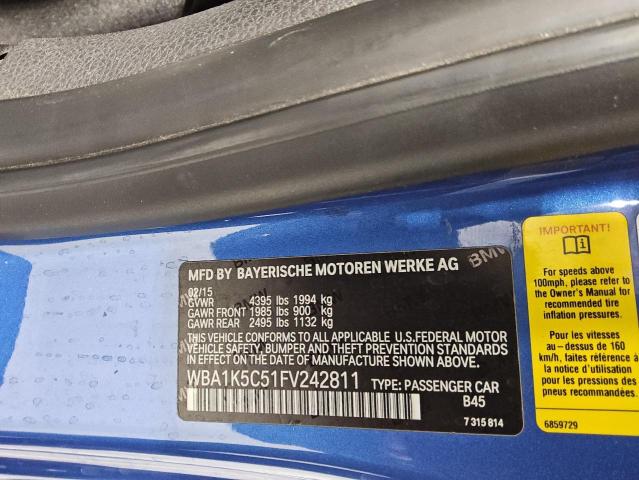 MFD BY BAYERISCHE MOTOREN WERKE AG
BMW
02/15
GVWR 4395 lbs 1994 kg
GAWR FRONT 1985 lbs 900 kg
GAWR REAR 2495 lbs 1132 kg
THIS VEHICLE CONFORMS TO ALL APPLICABLE U.S.FEDERAL MOTOR
VEHICLE SAFETY, BUMPER AND THEFT PREVENTION STANDARDS
IN EFFECT ON THE DATE OF MANUFACTURE SHOWN ABOVE.
WBA1K5C51FV242811 TYPE: PASSENGER CAR
B45
7 315 814
IMPORTANT!
For speeds above
100mph, please refer to
the Owner's Manual for
recommended tire
inflation pressures.
Pour les vitesses
au - dessus de 160
km/h, faites référence à
la notice d'utilisation
pour les pressions des
pneus recommandées.
6859729